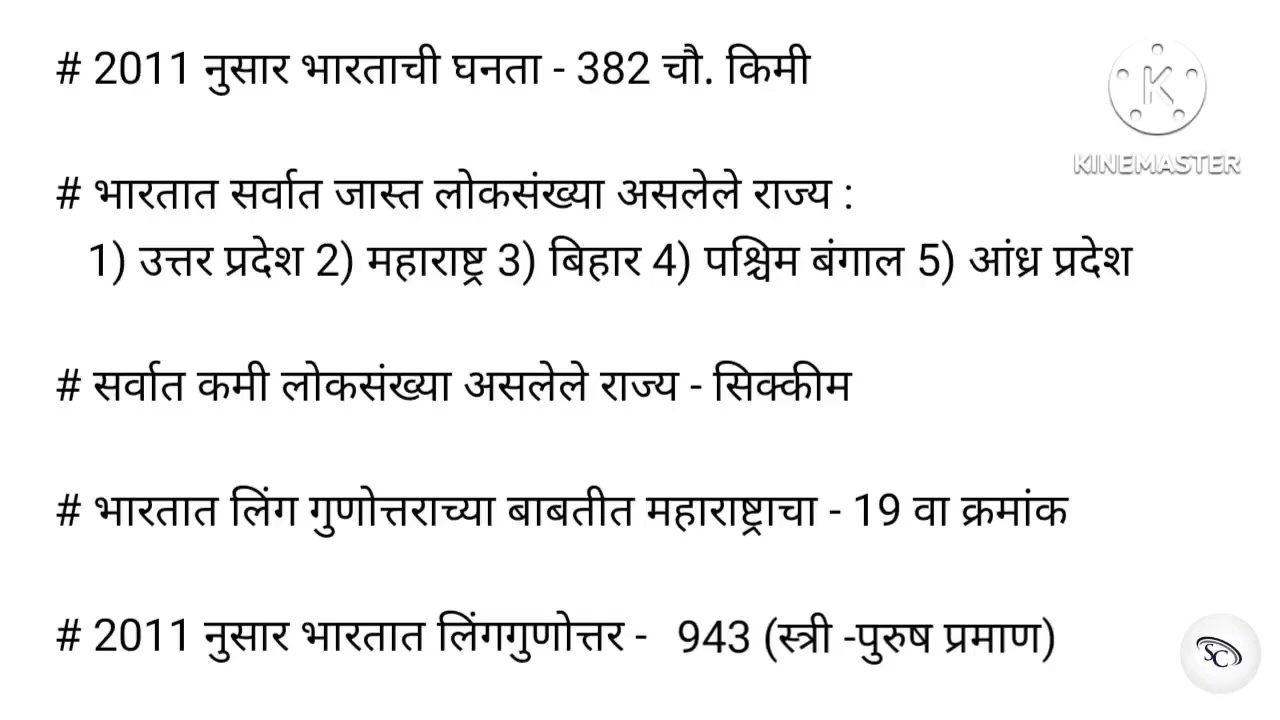 # 2011 नुसार भारताची घनता - 382 चौ. किमी
K
KINEMASTER
# भारतात सर्वात जास्त लोकसंख्या असलेले राज्य :
1) उत्तर प्रदेश 2) महाराष्ट्र 3) बिहार 4) पश्चिम बंगाल 5) आंध्र प्रदेश
# सर्वात कमी लोकसंख्या असलेले राज्य - सिक्कीम
# भारतात लिंग गुणोत्तराच्या बाबतीत महाराष्ट्राचा - 19 वा क्रमांक
# 2011 नुसार भारतात लिंगगुणोत्तर - 943 (स्त्री -पुरुष प्रमाण)
SC